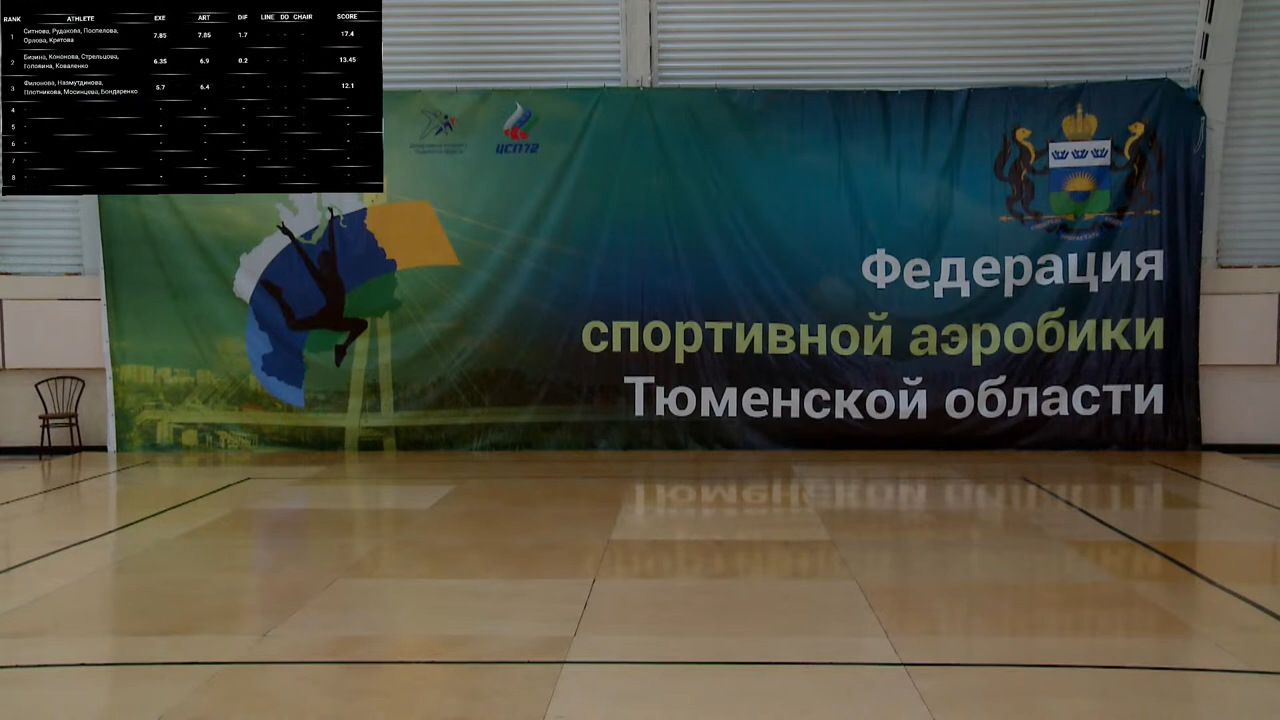 RANK ATHLETE EXE ART DIF LINE DO CHAIR SCORE
1 Ситнова, Рудакова, Поспелова, 7.85 7.85 1.7 - - - 17.4
Орлова, Кретова
2 Бизина, Кононова, Стрельцова, 6.35 6.9 0.2 - - - 13.45
Головина, Коваленко
3 Филонова, Назмутдинова, 5.7 6.4 - - - - 12.1
Плотникова, Мосинцева, Бондаренко
4 - - - - -
5 - - - - -
6 - - - - -
7 - - - - -
8 - - - - -
ЦСП72
Федерация
спортивной аэробики
Тюменской области